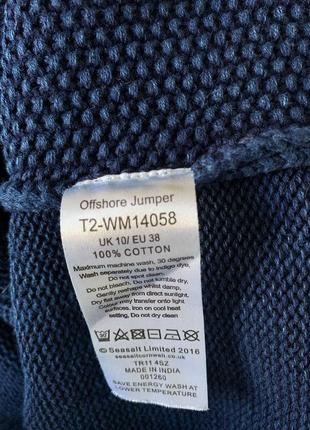 Offshore Jumper
T2-WM14058
UK 10/ EU 38
100% COTTON
Maximum machine wash, 30 degrees
Wash separately due to indigo dye,
Do not spot clean.
Do not bleach. Do not tumble dry.
Gently reshape whilst damp,
Dry flat away from direct sunlight.
Colour may transfer onto light
surfaces. Iron on cool heat
setting, Do not dry clean
© Seasalt Limited 2016
seasaltcornwall.co.uk
TR11 4SZ
MADE IN INDIA
001260
SAVE ENERGY WASH AT
LOWER TEMPERATURE